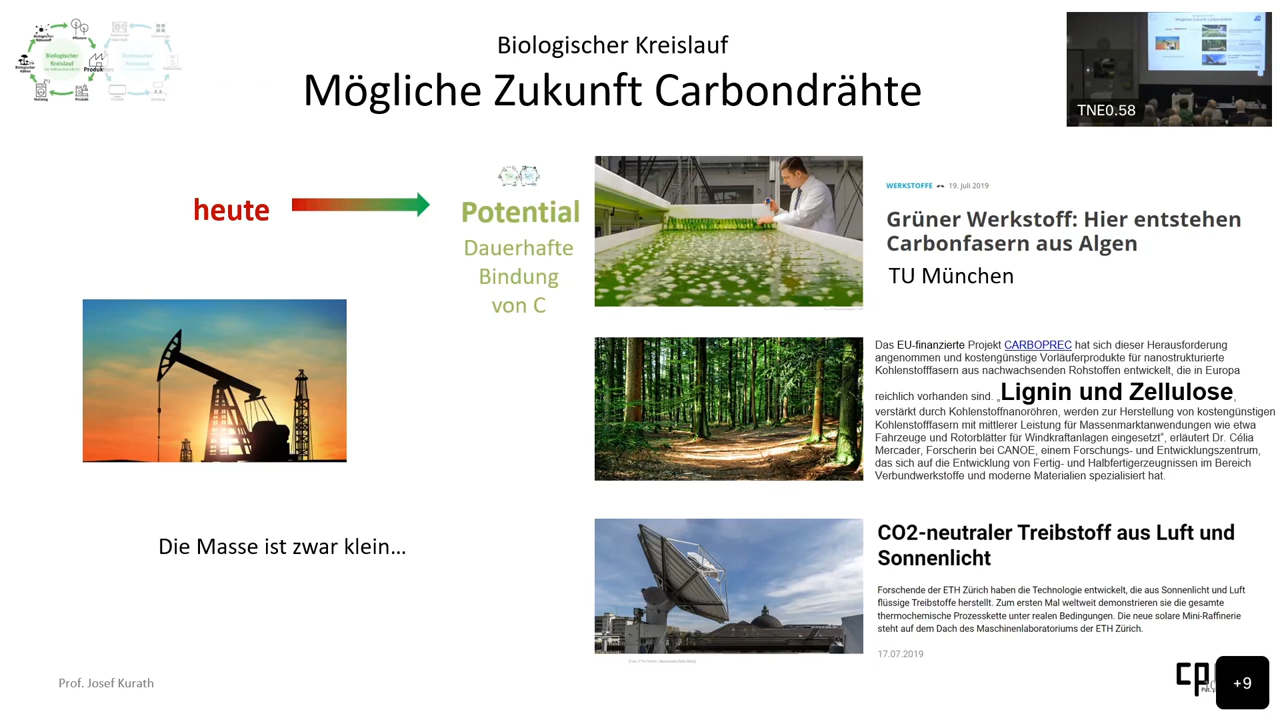 Biologischer Kreislauf
Mögliche Zukunft Carbondrähte
Biologischer
Kreislauf
Produkt
TNE0.58
heute
Potential
Dauerhafte
Bindung
von C
WERKSTOFFE
19. Juli 2019
Grüner Werkstoff: Hier entstehen
Carbonfasern aus Algen
TU München
Das EU-finanzierte Projekt CARBOPREC hat sich dieser Herausforderung
angenommen und kostengünstige Vorläuferprodukte für nanostrukturierte
Kohlenstofffasern aus nachwachsenden Rohstoffen entwickelt, die in Europa
reichlich vorhanden sind. „Lignin und Zellulose,
verstärkt durch Kohlenstoffnanoröhren, werden zur Herstellung von kostengünstigen
Kohlenstofffasern mit mittlerer Leistung für Massenmarktanwendungen wie etwa
Fahrzeuge und Rotorblätter für Windkraftanlagen eingesetzt", erläutert Dr. Célia
Mercader, Forscherin bei CANOE, einem Forschungs- und Entwicklungszentrum,
das sich auf die Entwicklung von Fertig- und Halbfertigerzeugnissen im Bereich
Verbundwerkstoffe und moderne Materialien spezialisiert hat.
Die Masse ist zwar klein…
CO2-neutraler Treibstoff aus Luft und
Sonnenlicht
Forschende der ETH Zürich haben die Technologie entwickelt, die aus Sonnenlicht und Luft
flüssige Treibstoffe herstellt. Zum ersten Mal weltweit demonstrieren sie die gesamte
thermochemische Prozesskette unter realen Bedingungen. Die neue solare Mini-Raffinerie
steht auf dem Dach des Maschinenlaboratoriums der ETH Zürich.
17.07.2019
Prof. Josef Kurath
cp
+9